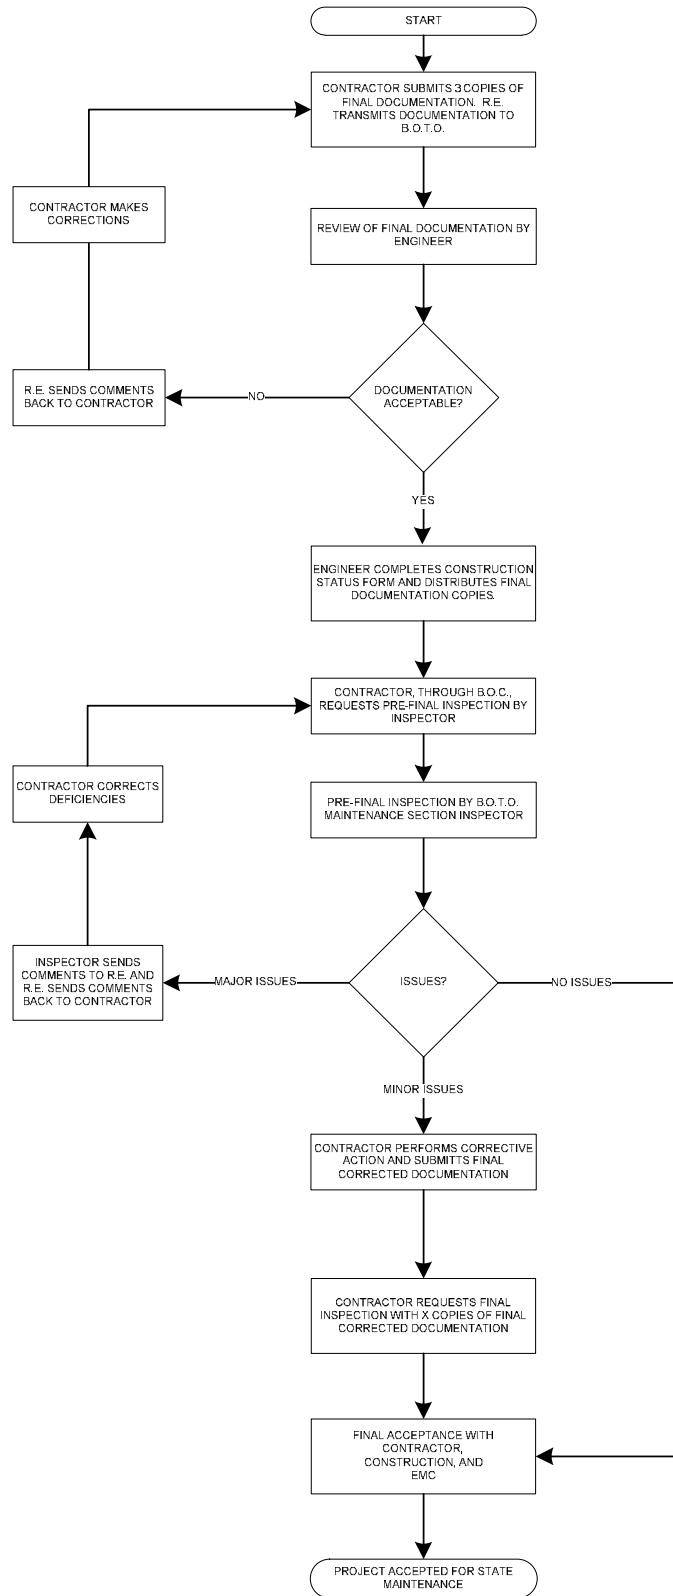 START
CONTRACTOR SUBMITS 3 COPIES OF
FINAL DOCUMENTATION. R.E.
TRANSMITS DOCUMENTATION TO
B.O.T.O.
CONTRACTOR MAKES
CORRECTIONS
REVIEW OF FINAL DOCUMENTATION BY
ENGINEER
R.E. SENDS COMMENTS
BACK TO CONTRACTOR
NO
DOCUMENTATION
ACCEPTABLE?
YES
ENGINEER COMPLETES CONSTRUCTION
STATUS FORM AND DISTRIBUTES FINAL
DOCUMENTATION COPIES.
CONTRACTOR, THROUGH B.O.C.,
REQUESTS PRE-FINAL INSPECTION BY
INSPECTOR
CONTRACTOR CORRECTS
DEFICIENCIES
PRE-FINAL INSPECTION BY B.O.T.O.
MAINTENANCE SECTION INSPECTOR
INSPECTOR SENDS
COMMENTS TO R.E. AND
R.E. SENDS COMMENTS
BACK TO CONTRACTOR
MAJOR ISSUES
ISSUES?
NO ISSUES
MINOR ISSUES
CONTRACTOR PERFORMS CORRECTIVE
ACTION AND SUBMITTS FINAL
CORRECTED DOCUMENTATION
CONTRACTOR REQUESTS FINAL
INSPECTION WITH X COPIES OF FINAL
CORRECTED DOCUMENTATION
FINAL ACCEPTANCE WITH
CONTRACTOR,
CONSTRUCTION, AND
EMC
PROJECT ACCEPTED FOR STATE
MAINTENANCE